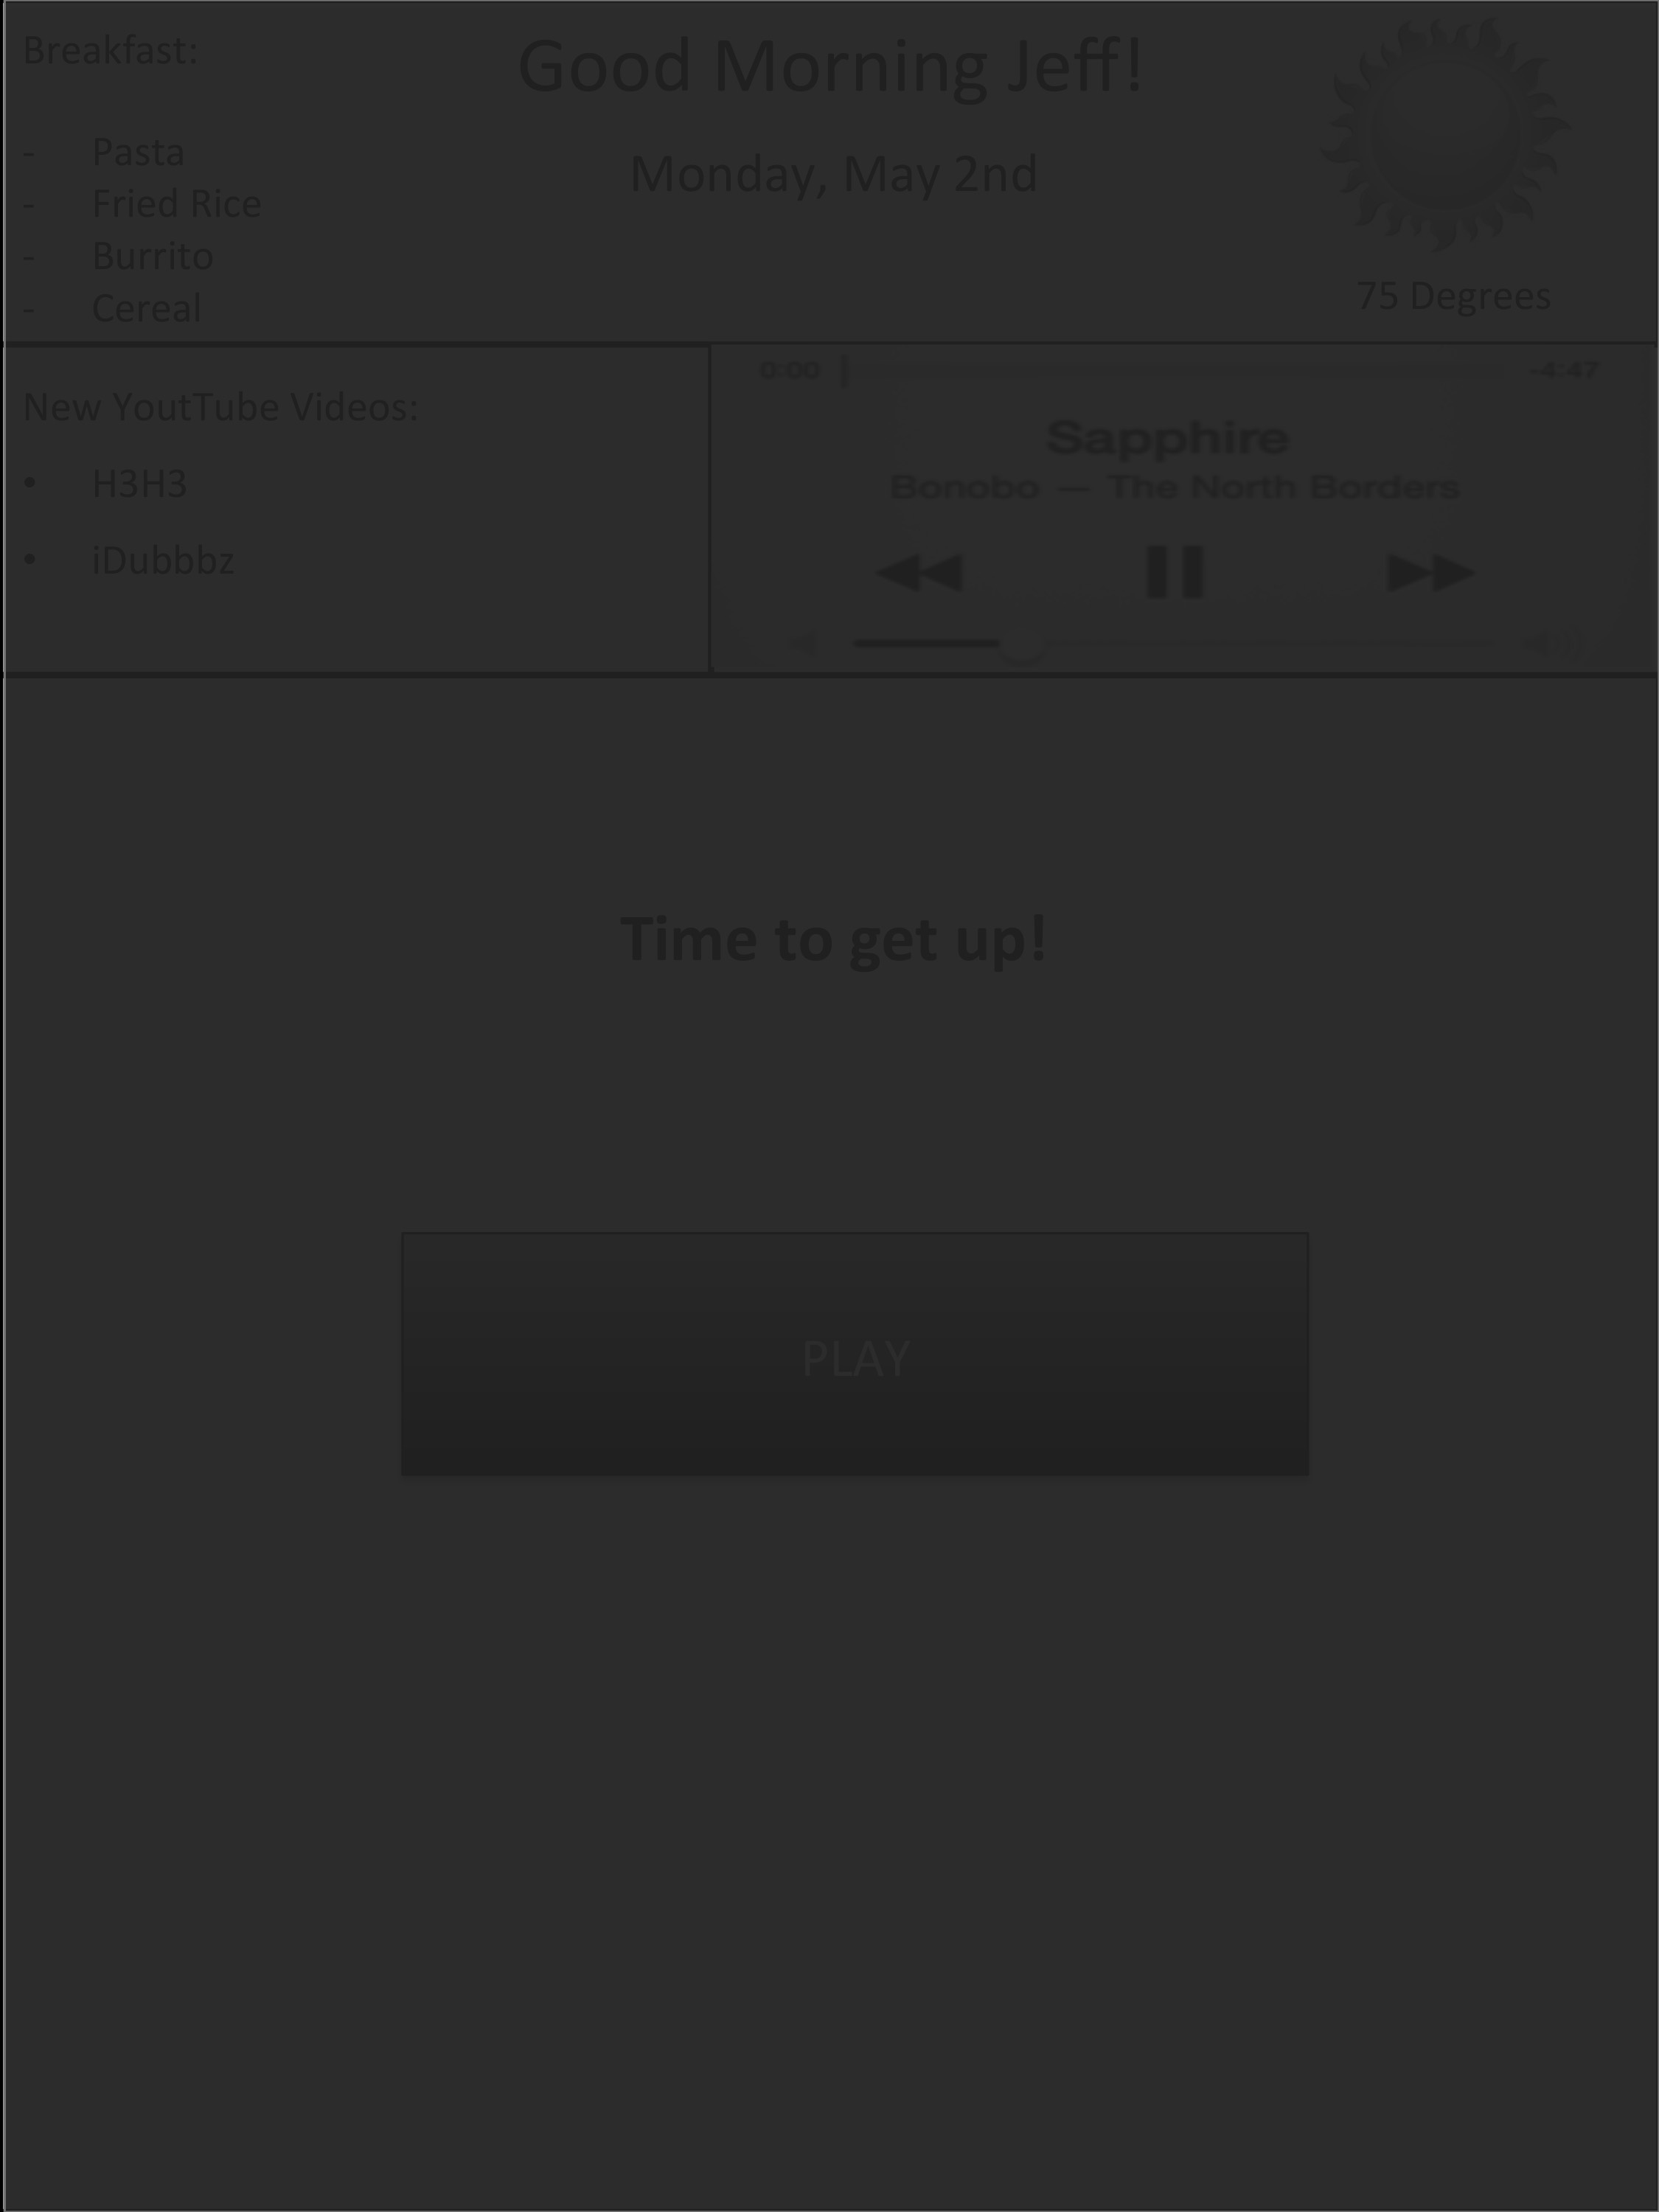 Good Morning Jeff!
Monday, May 2nd
Breakfast:
- Pasta
- Fried Rice
- Burrito
- Cereal
75 Degrees
New YoutTube Videos:
• H3H3
• iDubbbz
0:00 -4:47
Sapphire
Bonobo — The North Borders
Time to get up!
PLAY